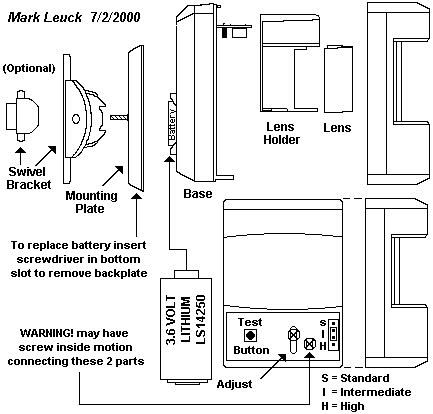 Mark Leuck 7/2/2000
(Optional)
Swivel
Bracket
Mounting
Plate
Battery
Base
Lens
Holder
Lens
To replace battery insert
screwdriver in bottom
slot to remove backplate
3.6 VOLT
LITHIUM
LS14250
WARNING! may have
screw inside motion
connecting these 2 parts
Test
Button
S
I
H
Adjust
S = Standard
I = Intermediate
H = High